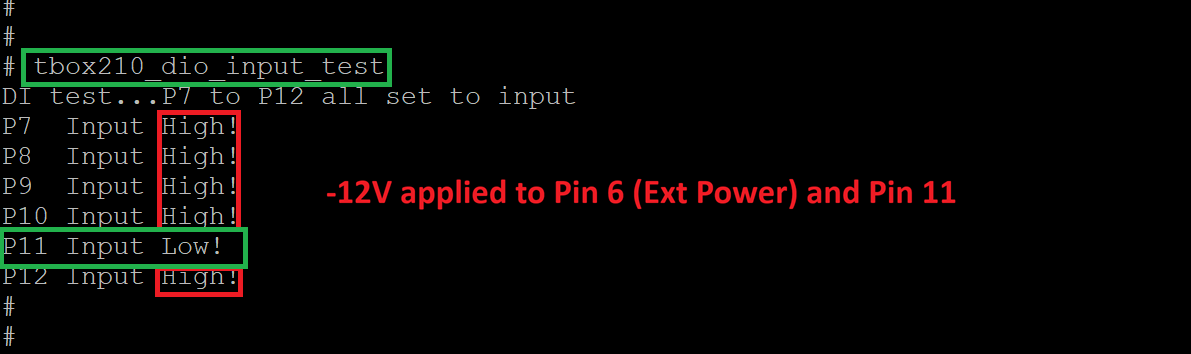 #
#
# tbox210_dio_input_test
DI test...P7 to P12 all set to input
P7 Input High!
P8 Input High!
P9 Input High!
-12V applied to Pin 6 (Ext Power) and Pin 11
P10 Input High!
P11 Input Low!
P12 Input High!
#
#